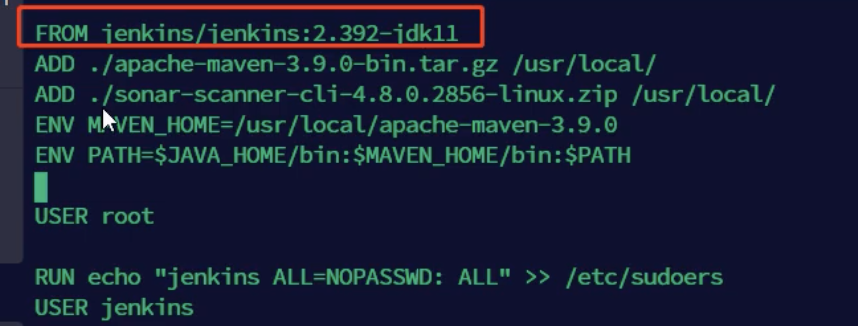 FROM jenkins/jenkins:2.392-jdk11
ADD ./apache-maven-3.9.0-bin.tar.gz /usr/local/
ADD ./sonar-scanner-cli-4.8.0.2856-linux.zip /usr/local/
ENV MAVEN_HOME=/usr/local/apache-maven-3.9.0
ENV PATH=$JAVA_HOME/bin:$MAVEN_HOME/bin:$PATH
USER root
RUN echo "jenkins ALL=NOPASSWD: ALL" >> /etc/sudoers
USER jenkins